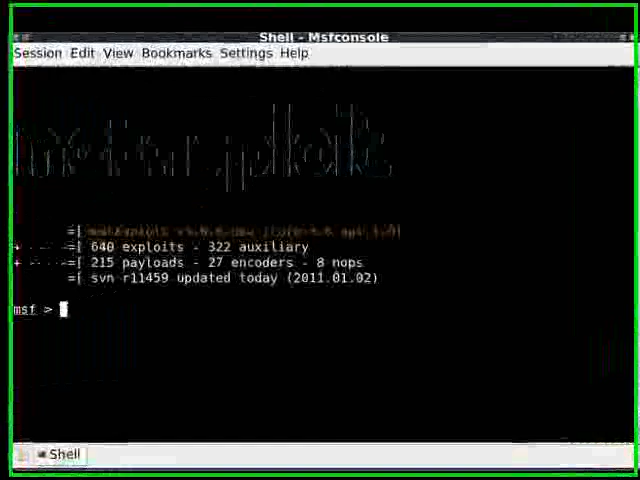 Shell - Msfconsole
Session Edit View Bookmarks Settings Help
=[
+ -- --=[ 640 exploits - 322 auxiliary
+ -- --=[ 215 payloads - 27 encoders - 8 nops
=[ svn r11459 updated today (2011.01.02)
msf >
Shell